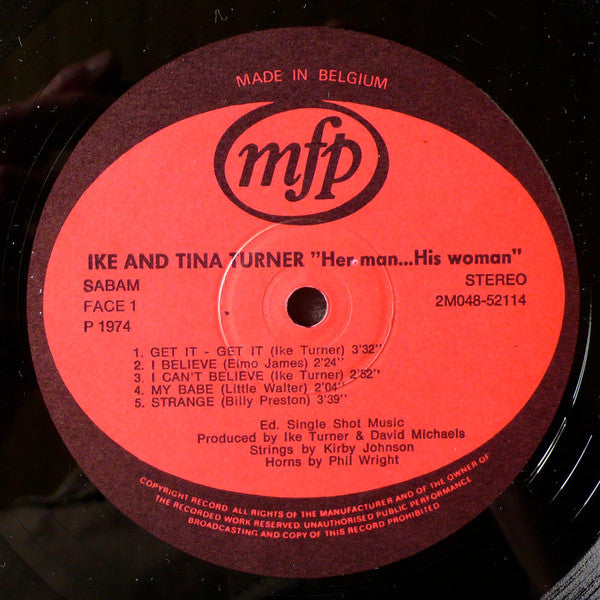 MADE IN BELGIUM
mfp
IKE AND TINA TURNER "Her man...His woman"
SABAM
STEREO
FACE 1
2M048-52114
P 1974
1. GET IT - GET IT (Ike Turner) 3'32''
2. I BELIEVE (Elmo James) 2'24''
3. I CAN'T BELIEVE (Ike Turner) 2'52''
4. MY BABE (Little Walter) 2'04''
5. STRANGE (Billy Preston) 3'39''
Ed. Single Shot Music
Produced by Ike Turner & David Michaels
Strings by Kirby Johnson
Horns by Phil Wright
COPYRIGHT RECORD ALL RIGHTS OF THE MANUFACTURER AND OF THE OWNER OF
THE RECORDED WORK RESERVED UNAUTHORISED PUBLIC PERFORMANCE
BROADCASTING AND COPY OF THIS RECORD PROHIBITED